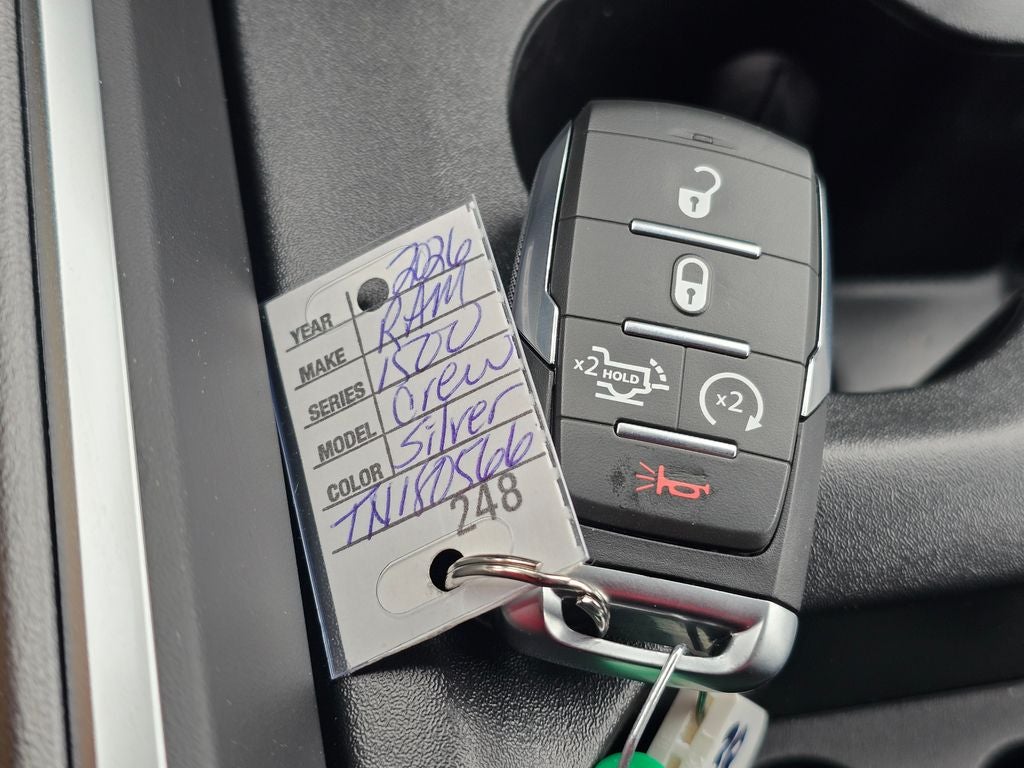 YEAR 2026
MAKE RAM
SERIES 1500
MODEL Crew
COLOR Silver
TN180566
248
x2 HOLD
x2